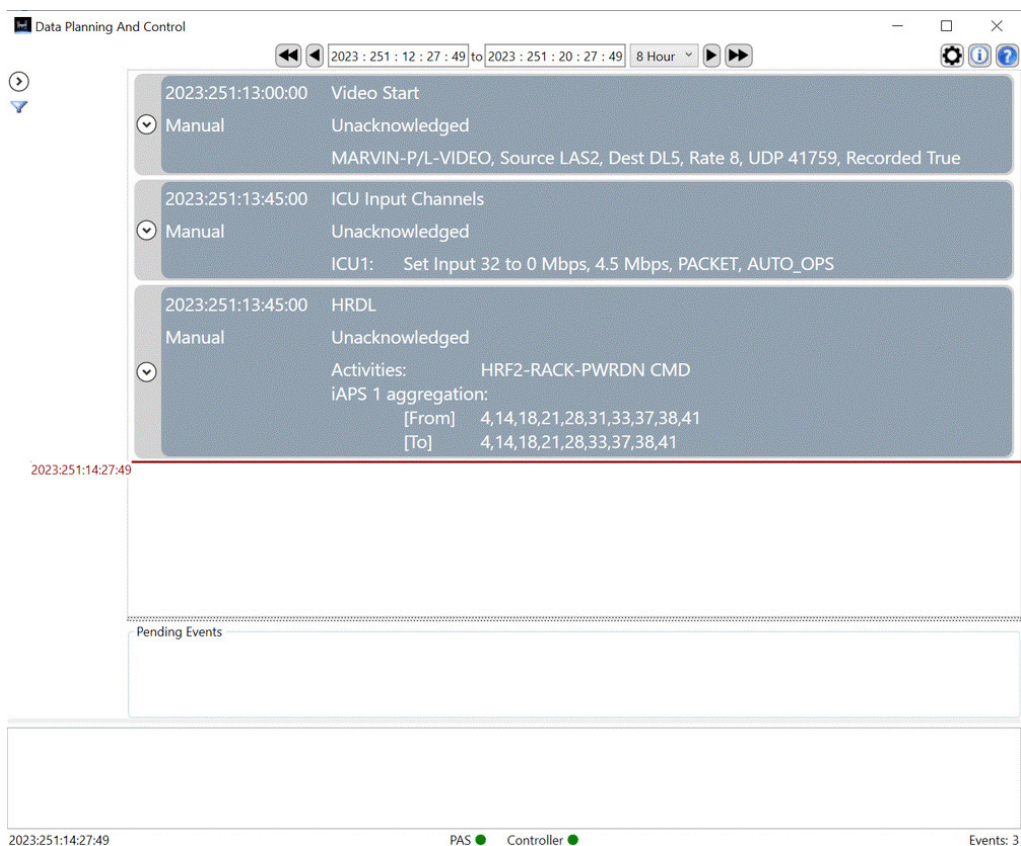 Data Planning And Control
2023 : 251 : 12 : 27 : 49 to 2023 : 251 : 20 : 27 : 49 8 Hour
2023:251:13:00:00 Video Start
Manual Unacknowledged
MARVIN-P/L-VIDEO, Source LAS2, Dest DL5, Rate 8, UDP 41759, Recorded True
2023:251:13:45:00 ICU Input Channels
Manual Unacknowledged
ICU1: Set Input 32 to 0 Mbps, 4.5 Mbps, PACKET, AUTO_OPS
2023:251:13:45:00 HRDL
Manual Unacknowledged
Activities: HRF2-RACK-PWRDN CMD
iAPS 1 aggregation:
[From] 4,14,18,21,28,31,33,37,38,41
[To] 4,14,18,21,28,33,37,38,41
2023:251:14:27:49
Pending Events
2023:251:14:27:49 PAS Controller Events: 3